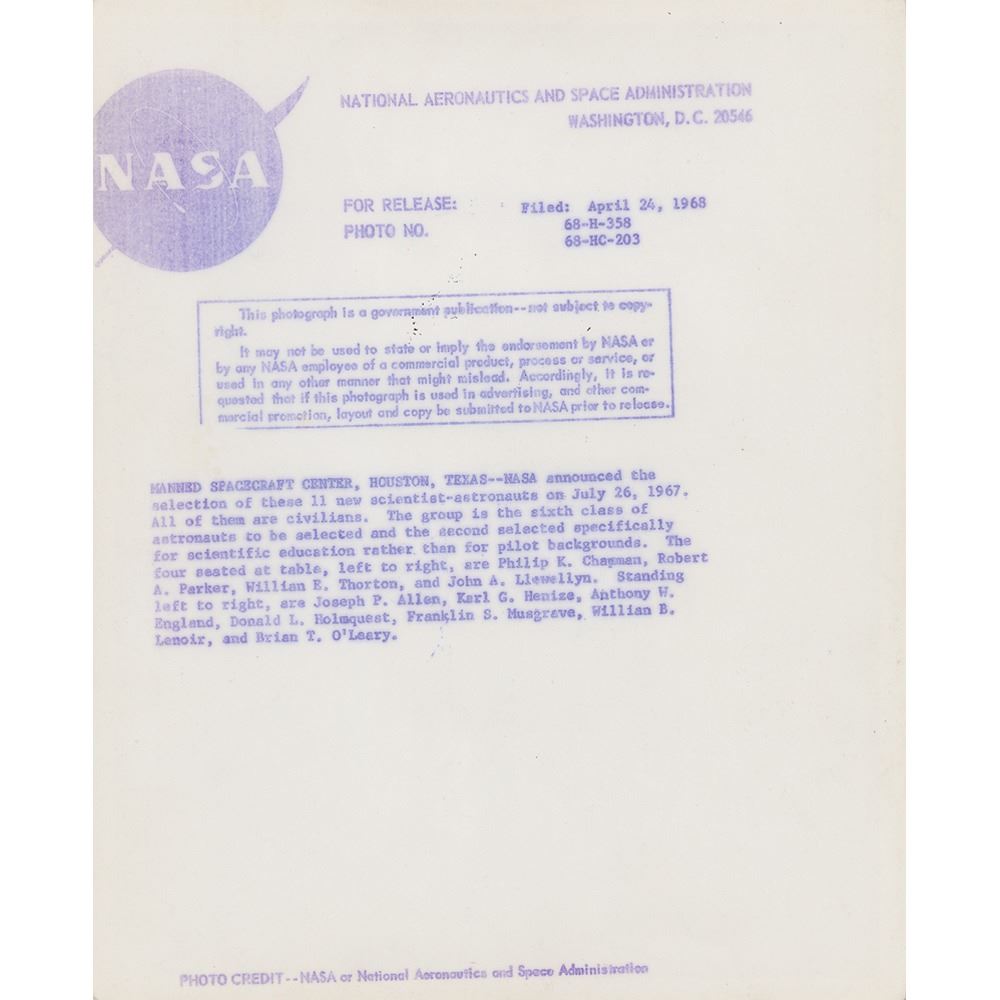 NASA
NATIONAL AERONAUTICS AND SPACE ADMINISTRATION
WASHINGTON, D.C. 20546
FOR RELEASE: Filed: April 24, 1968
PHOTO NO. 68-H-358
68-HC-203
This photograph is a government publication--not subject to copy-
right.
It may not be used to state or imply the endorsement by NASA or
by any NASA employee of a commercial product, process or service, or
used in any other manner that might mislead. Accordingly, it is re-
quested that if this photograph is used in advertising, and other com-
mercial promotion, layout and copy be submitted to NASA prior to release.
MANNED SPACECRAFT CENTER, HOUSTON, TEXAS--NASA announced the
selection of these 11 new scientist-astronauts on July 26, 1967.
All of them are civilians. The group is the sixth class of
astronauts to be selected and the second selected specifically
for scientific education rather than for pilot backgrounds. The
four seated at table, left to right, are Philip K. Chapman, Robert
A. Parker, Willian E. Thorton, and John A. Llewellyn. Standing
left to right, are Joseph P. Allen, Karl G. Henize, Anthony W.
England, Donald L. Holmquest, Franklin S. Musgrave, Willian B.
Lenoir, and Brian T. O'Leary.
PHOTO CREDIT--NASA or National Aeronautics and Space Administration